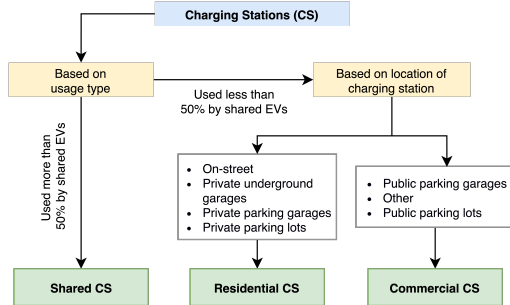 Charging Stations (CS)
Based on
usage type
Used less than
50% by shared EVs
Based on location of
charging station
Used more than
50% by shared EVs
• On-street
• Private underground
garages
• Private parking garages
• Private parking lots
• Public parking garages
• Other
• Public parking lots
Shared CS
Residential CS
Commercial CS